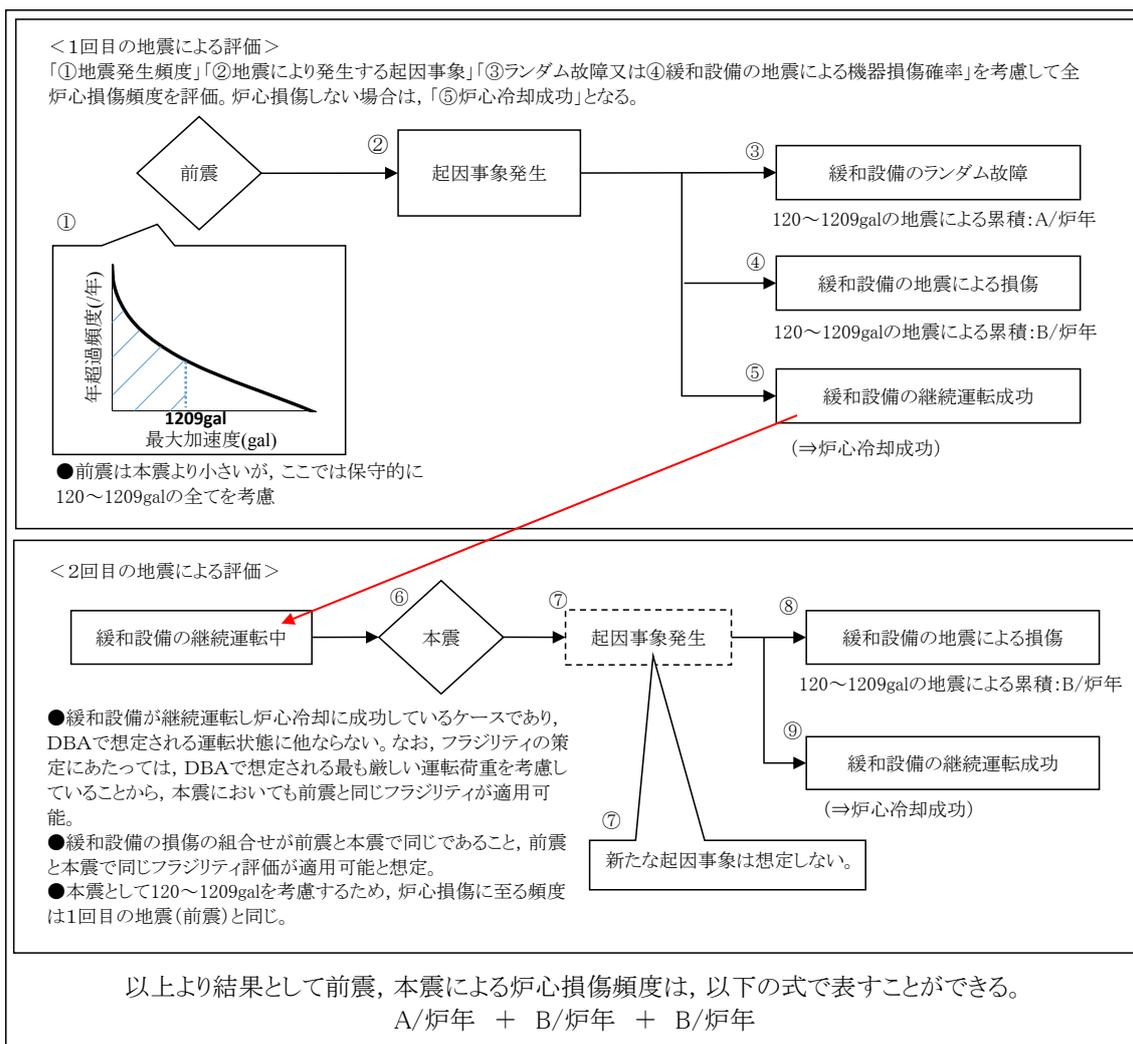 ＜1回目の地震による評価＞
「①地震発生頻度」「②地震により発生する起因事象」「③ランダム故障又は④緩和設備の地震による機器損傷確率」を考慮して全
炉心損傷頻度を評価。炉心損傷しない場合は，「⑤炉心冷却成功」となる。
前震
②
起因事象発生
③
緩和設備のランダム故障
120～1209galの地震による累積：A/炉年
①
④
緩和設備の地震による損傷
120～1209galの地震による累積：B/炉年
年超過頻度(/年)
1209gal
最大加速度(gal)
⑤
緩和設備の継続運転成功
(⇒炉心冷却成功)
●前震は本震より小さいが，ここでは保守的に
120～1209galの全てを考慮
＜2回目の地震による評価＞
緩和設備の継続運転中
⑥
本震
⑦
起因事象発生
⑧
緩和設備の地震による損傷
120～1209galの地震による累積：B/炉年
⑨
緩和設備の継続運転成功
(⇒炉心冷却成功)
●緩和設備が継続運転し炉心冷却に成功しているケースであり，
DBAで想定される運転状態に他ならない。なお，フラジリティの策
定にあたっては，DBAで想定される最も厳しい運転荷重を考慮し
ていることから，本震においても前震と同じフラジリティが適用可
能。
●緩和設備の損傷の組合せが前震と本震で同じであること，前震
と本震で同じフラジリティ評価が適用可能と想定。
●本震として120～1209galを考慮するため，炉心損傷に至る頻度
は1回目の地震（前震）と同じ。
⑦
新たな起因事象は想定しない。
以上より結果として前震，本震による炉心損傷頻度は，以下の式で表すことができる。
A/炉年　＋　B/炉年　＋　B/炉年